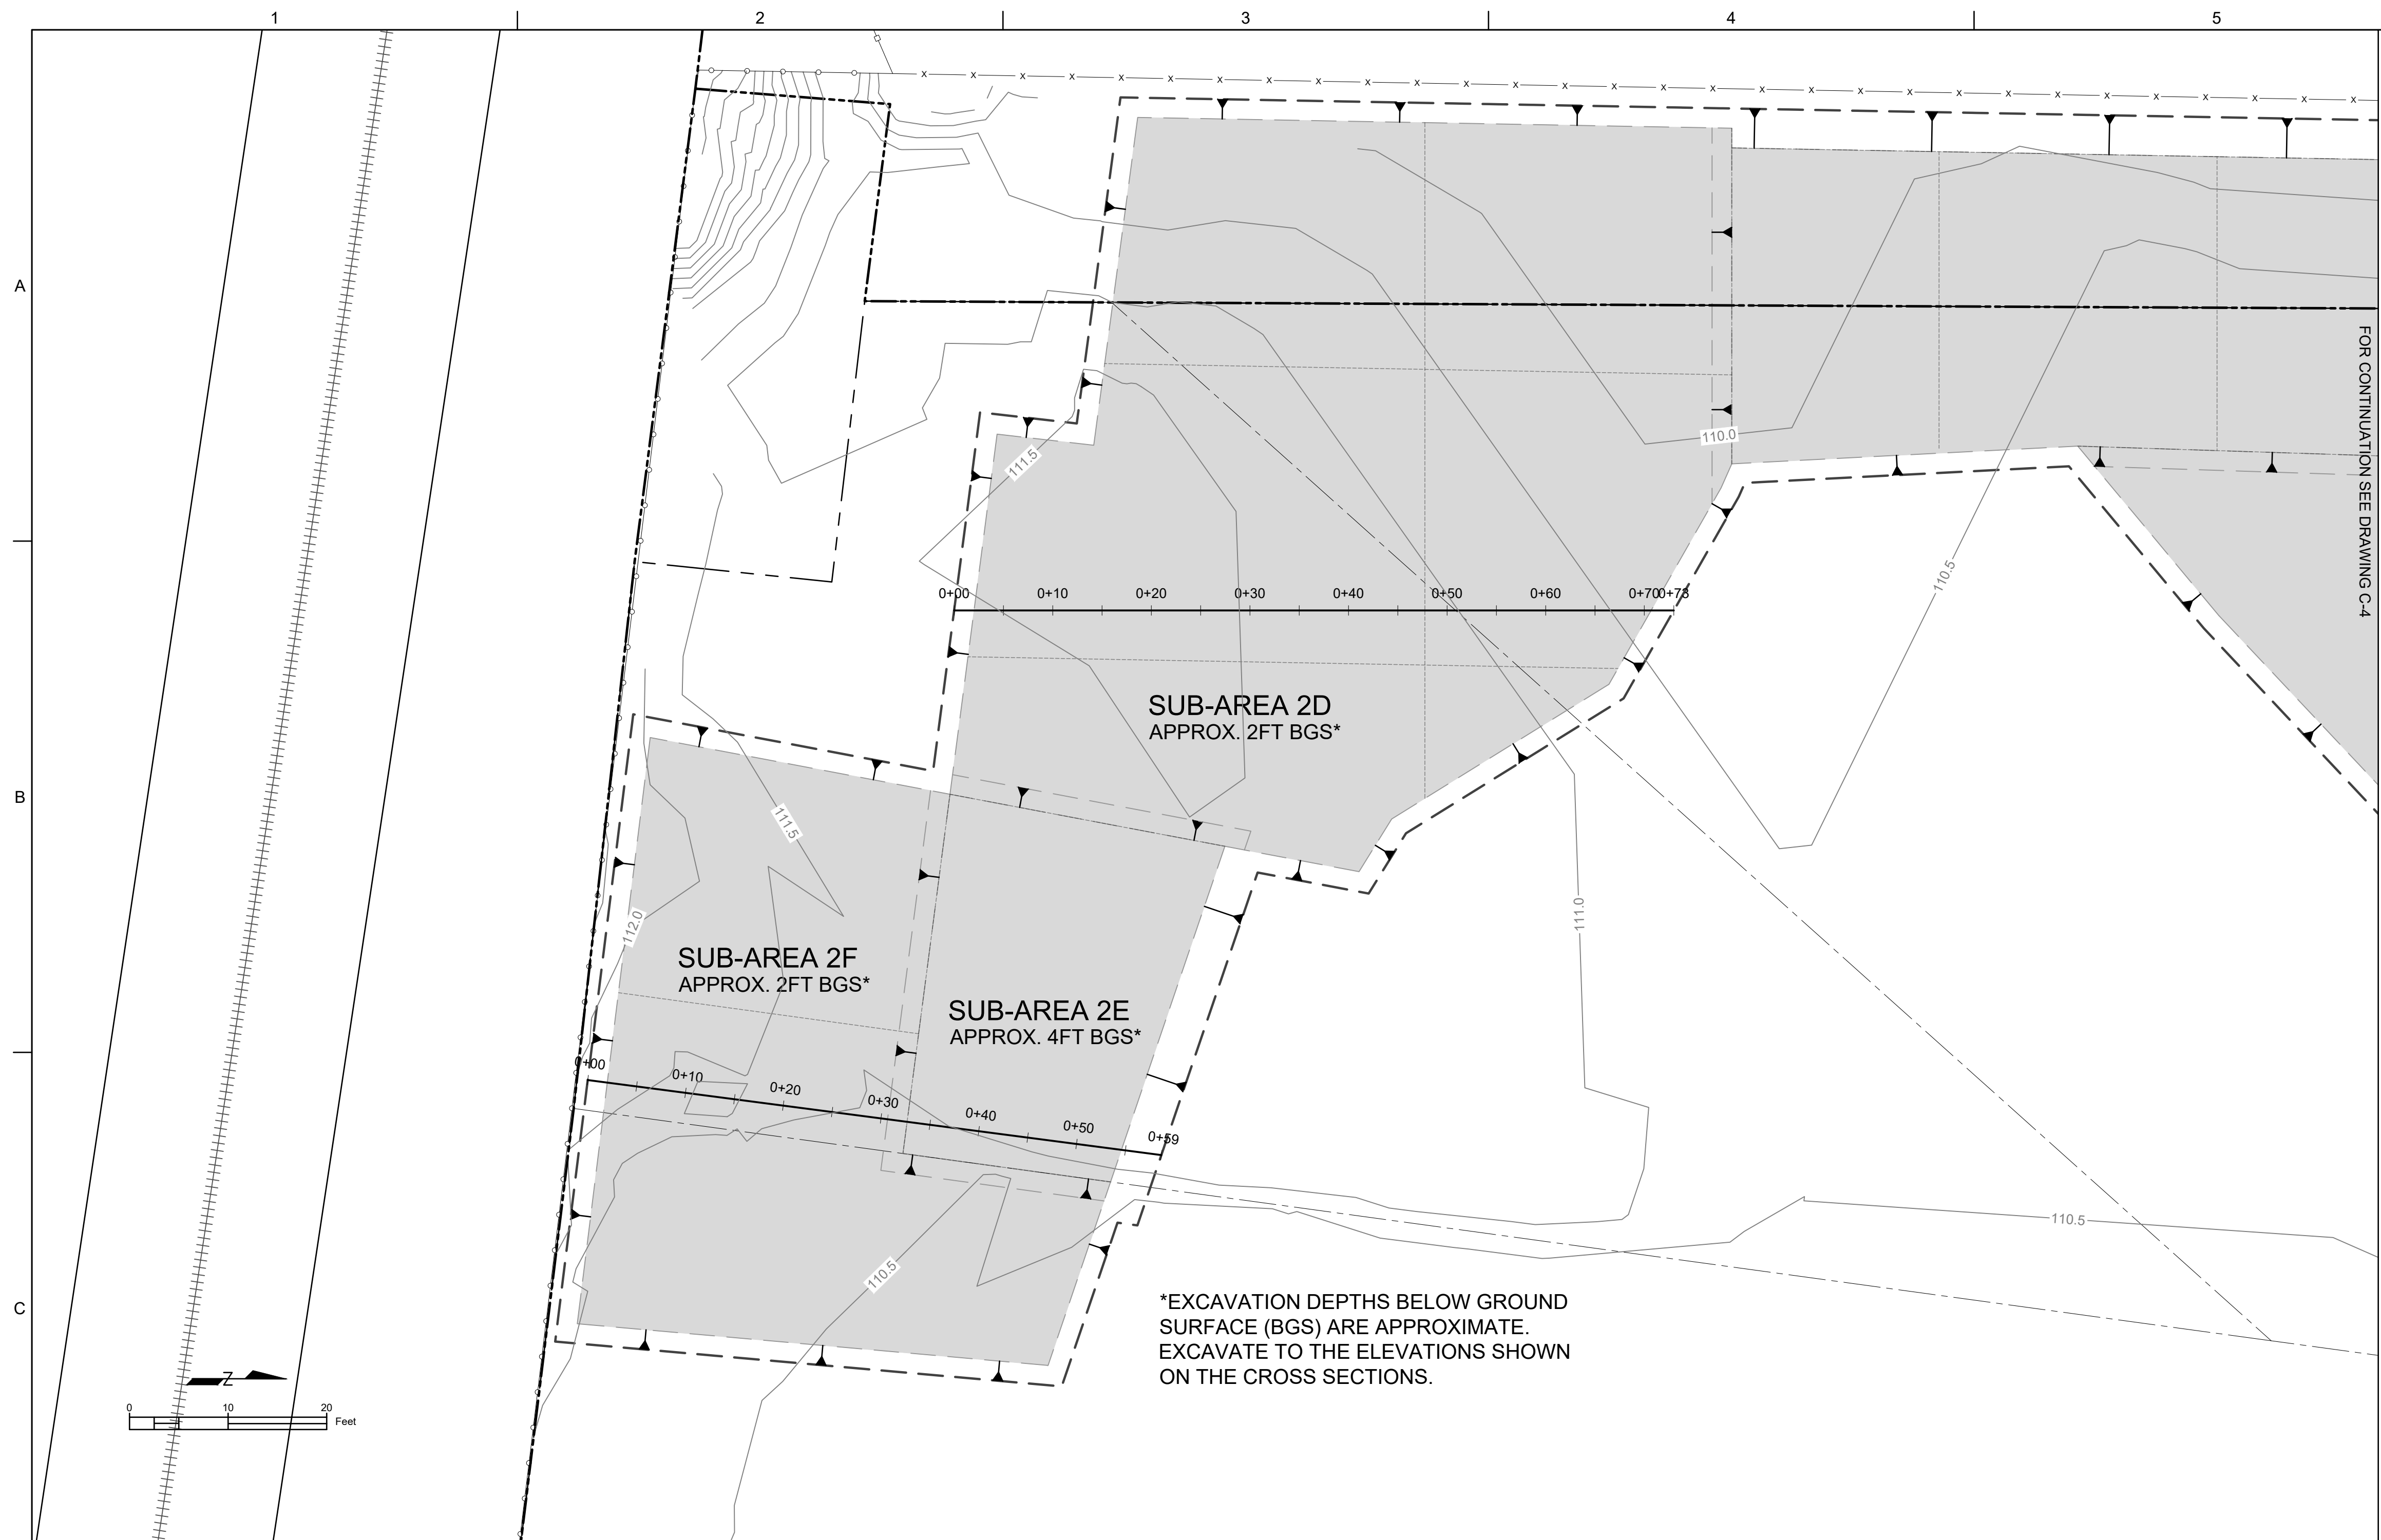 1 2 3 4 5
A
FOR CONTINUATION SEE DRAWING C-4
110.0
111.5
B
110.5
0+00 0+10 0+20 0+30 0+40 0+50 0+60 0+70 0+73
SUB-AREA 2D
APPROX. 2FT BGS*
111.5
112.0
111.0
SUB-AREA 2F
APPROX. 2FT BGS*
SUB-AREA 2E
APPROX. 4FT BGS*
0+00 0+10 0+20 0+30 0+40 0+50 0+59
110.5
110.5
C
*EXCAVATION DEPTHS BELOW GROUND
SURFACE (BGS) ARE APPROXIMATE.
EXCAVATE TO THE ELEVATIONS SHOWN
ON THE CROSS SECTIONS.
Z
0 10 20
Feet